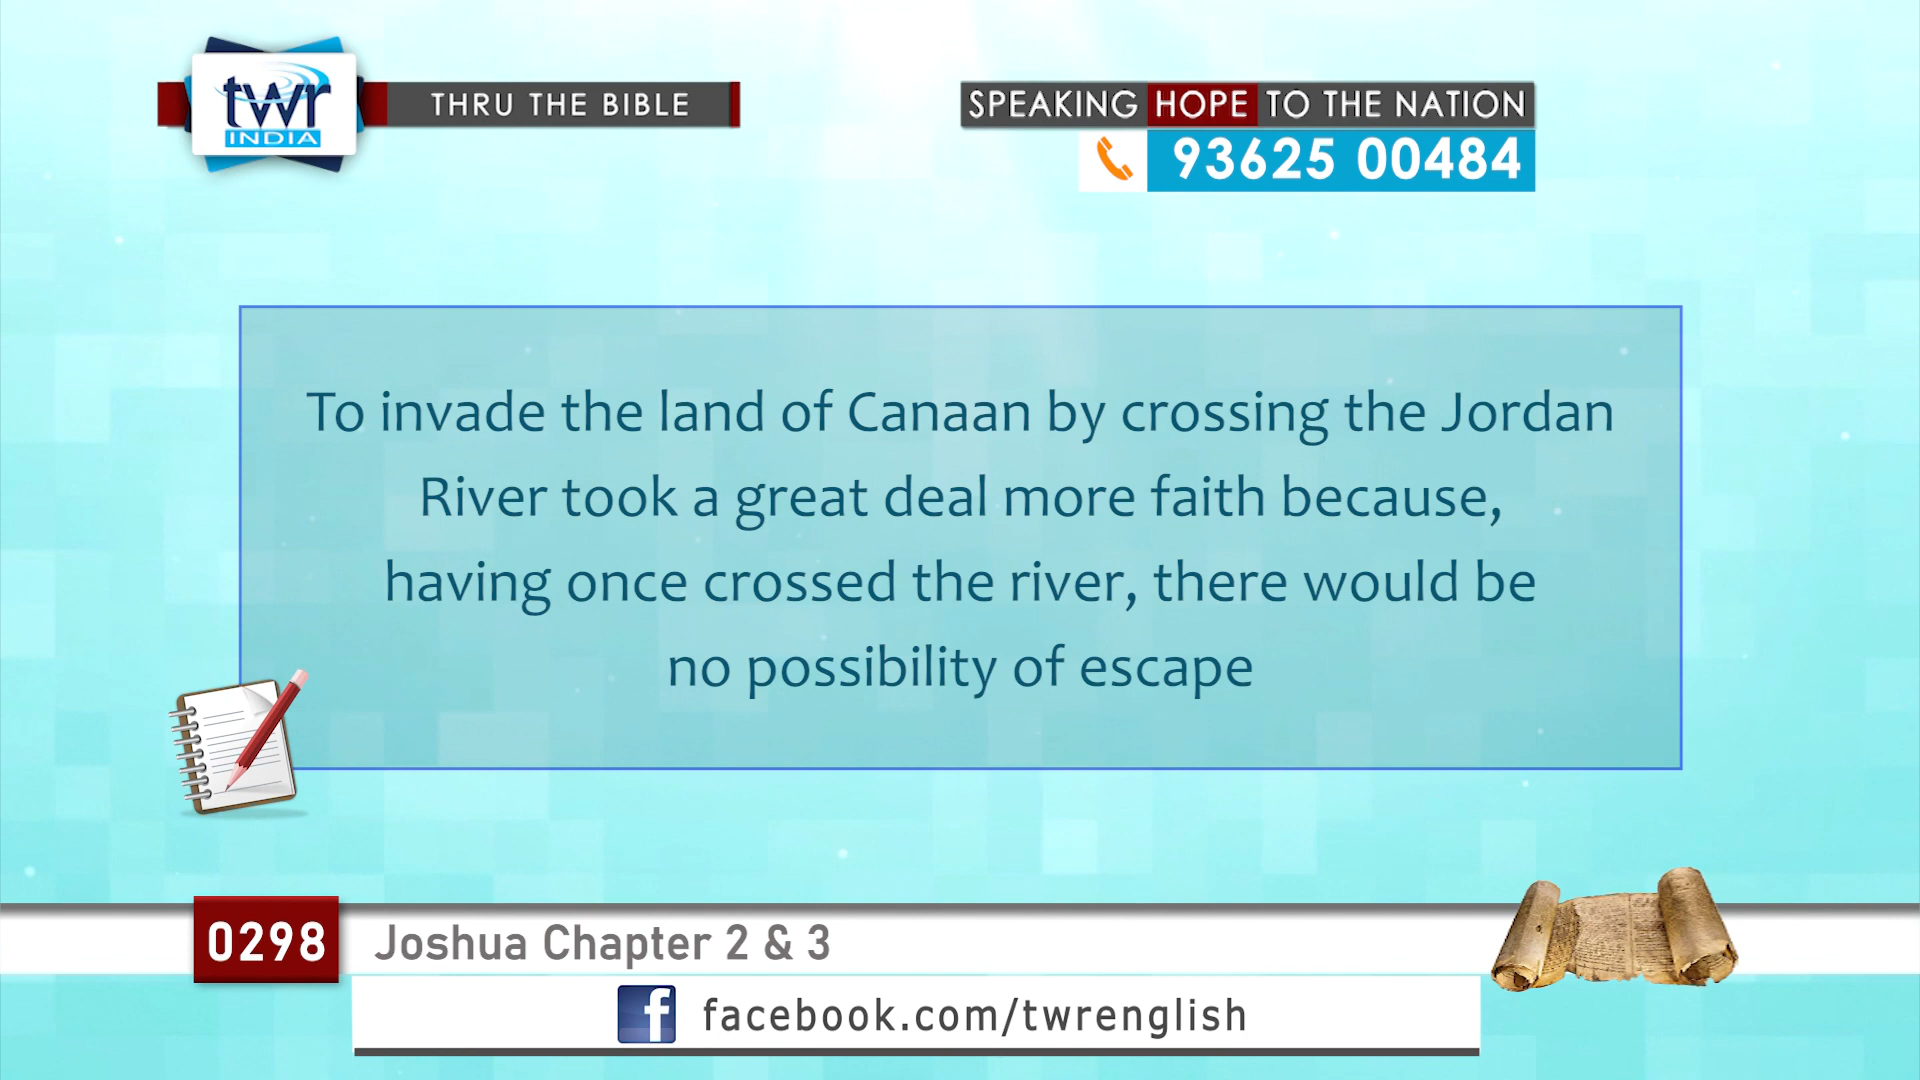 twr
INDIA
THRU THE BIBLE
SPEAKING HOPE TO THE NATION
93625 00484
To invade the land of Canaan by crossing the Jordan
River took a great deal more faith because,
having once crossed the river, there would be
no possibility of escape
0298
Joshua Chapter 2 & 3
facebook.com/twrenglish